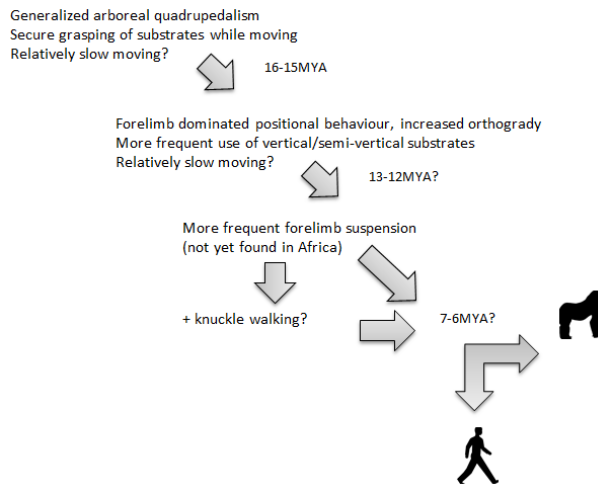 Generalized arboreal quadrupedalism
Secure grasping of substrates while moving
Relatively slow moving?
16-15MYA
Forelimb dominated positional behaviour, increased orthogrady
More frequent use of vertical/semi-vertical substrates
Relatively slow moving?
13-12MYA?
More frequent forelimb suspension
(not yet found in Africa)
+ knuckle walking?
7-6MYA?